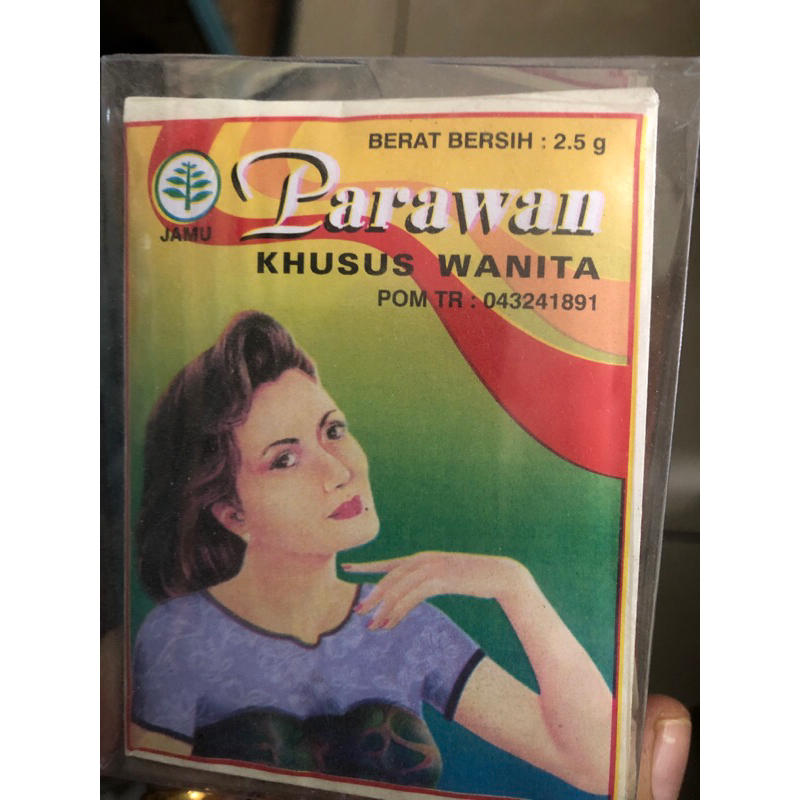 BERAT BERSIH : 2.5 g
Parawan
JAMU
KHUSUS WANITA
POM TR : 043241891